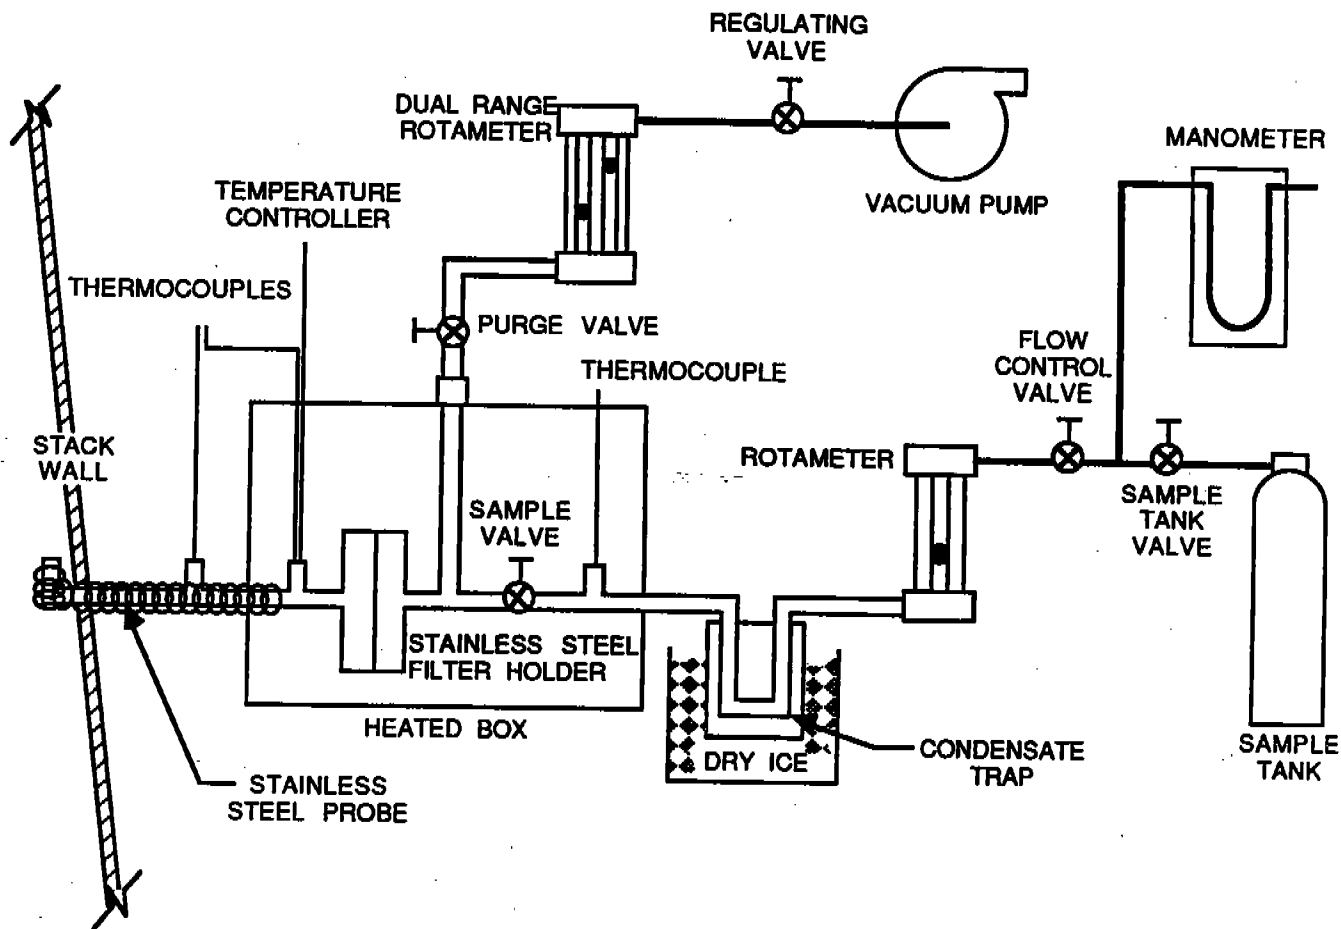 REGULATING
VALVE
DUAL RANGE
ROTAMETER
MANOMETER
TEMPERATURE
CONTROLLER
VACUUM PUMP
THERMOCOUPLES
PURGE VALVE
FLOW
CONTROL
VALVE
THERMOCOUPLE
STACK
WALL
ROTAMETER
SAMPLE
VALVE
SAMPLE
TANK
VALVE
STAINLESS STEEL
FILTER HOLDER
HEATED BOX
DRY ICE
CONDENSATE
TRAP
SAMPLE
TANK
STAINLESS
STEEL PROBE